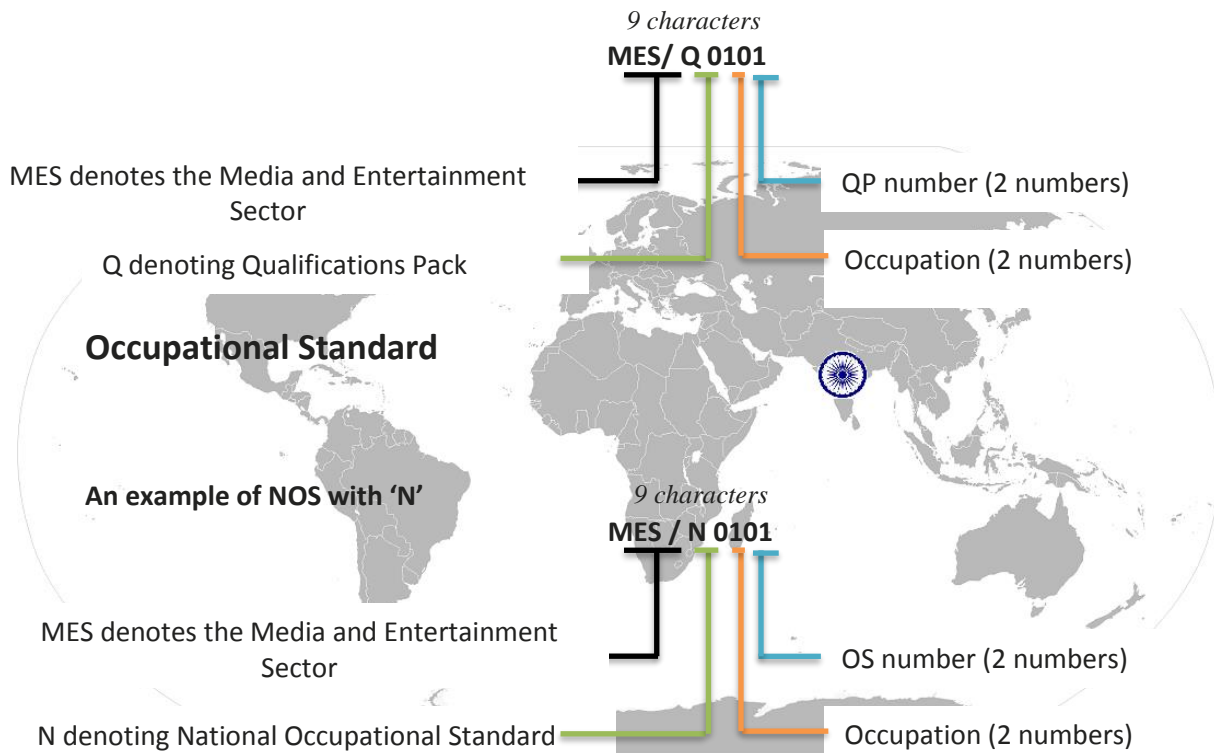 9 characters
MES/ Q 0101
MES denotes the Media and Entertainment
Sector
QP number (2 numbers)
Q denoting Qualifications Pack
Occupation (2 numbers)
Occupational Standard
An example of NOS with ‘N’
9 characters
MES / N 0101
MES denotes the Media and Entertainment
Sector
OS number (2 numbers)
N denoting National Occupational Standard
Occupation (2 numbers)